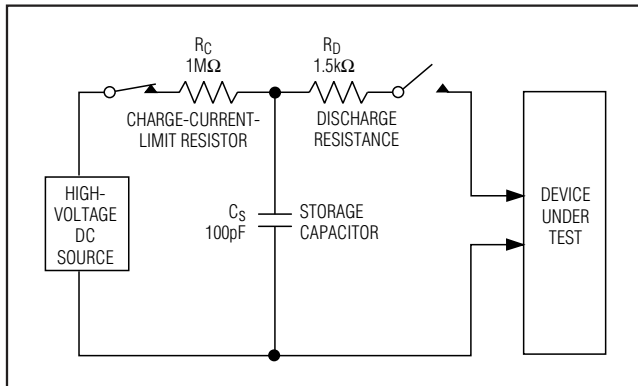 RC
1MΩ
CHARGE-CURRENT-
LIMIT RESISTOR
RD
1.5kΩ
DISCHARGE
RESISTANCE
HIGH-
VOLTAGE
DC
SOURCE
CS
100pF
STORAGE
CAPACITOR
DEVICE
UNDER
TEST